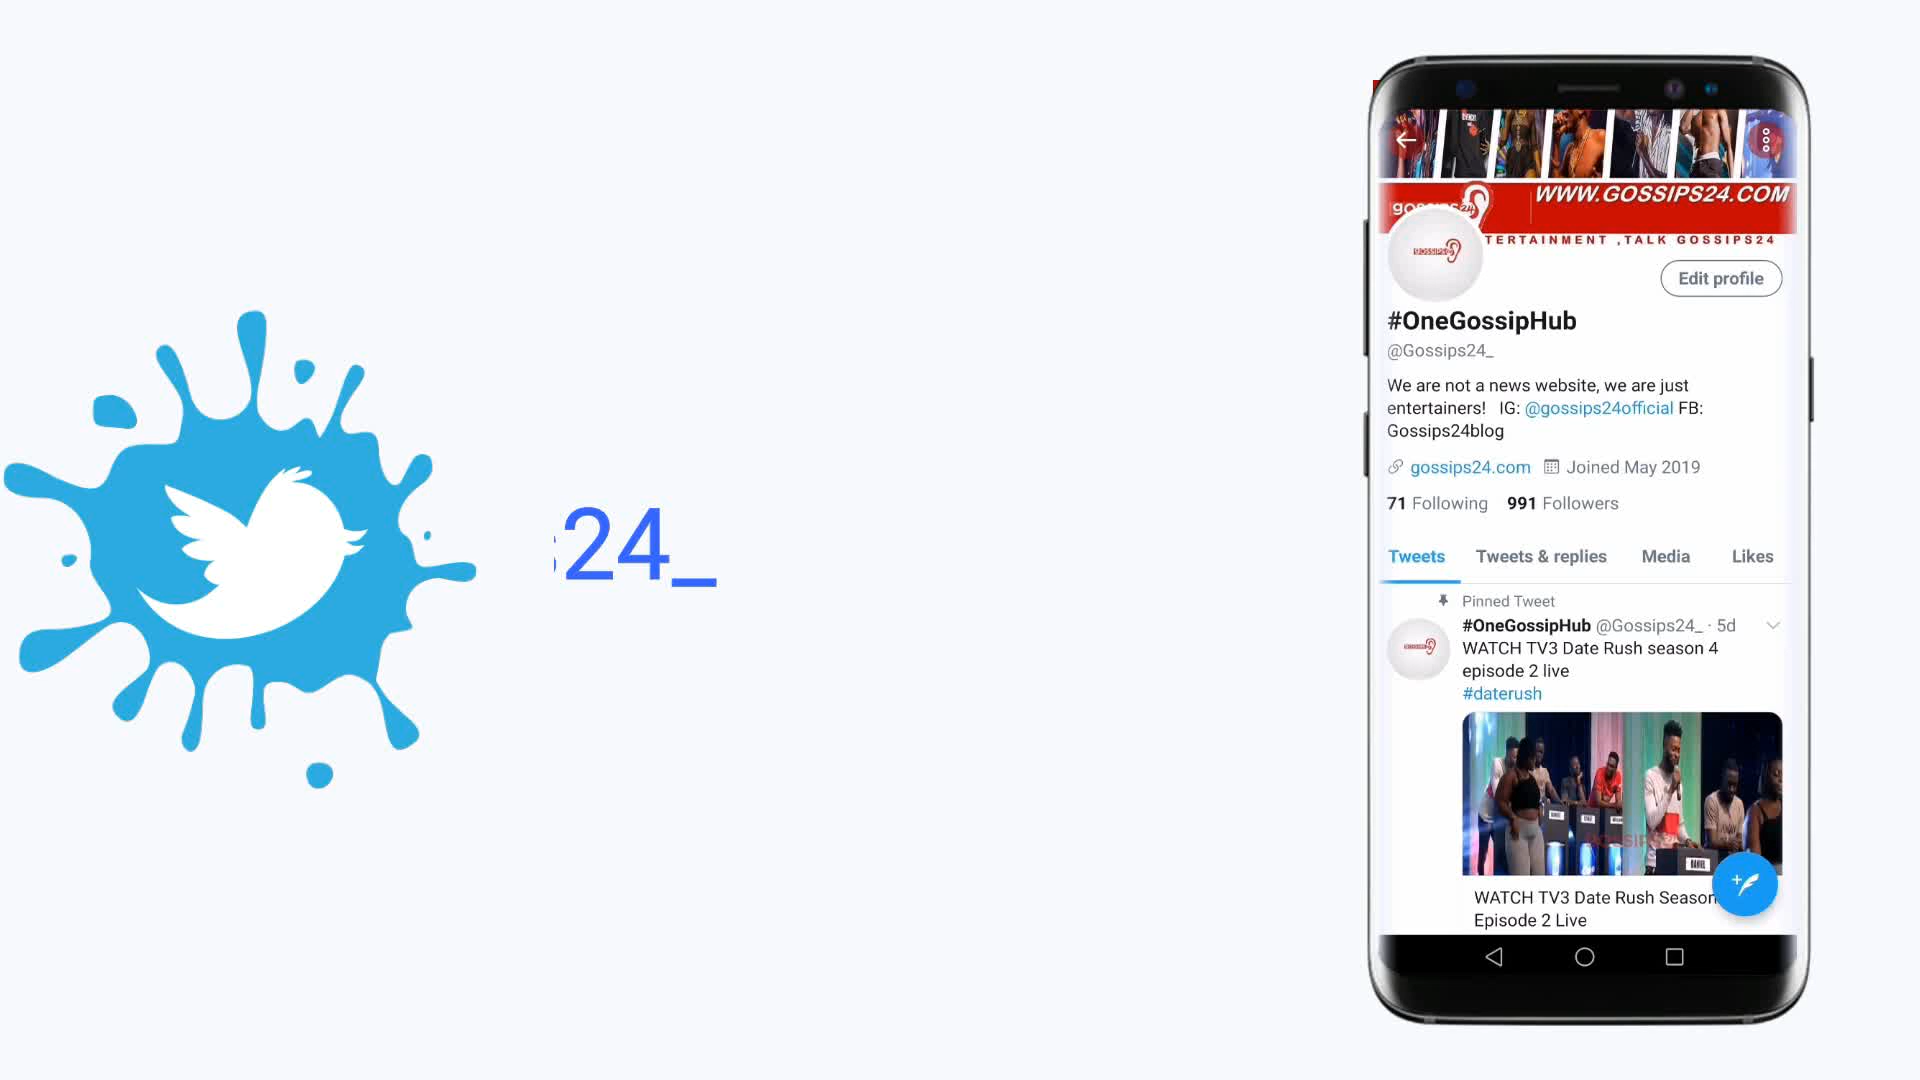 24_
WWW.GOSSIPS24.COM
TERTAINMENT ,TALK GOSSIPS24
GOSSIPS24
Edit profile
#OneGossipHub
@Gossips24_
We are not a news website, we are just
entertainers! IG: @gossips24official FB:
Gossips24blog
gossips24.com Joined May 2019
71 Following 991 Followers
Tweets Tweets & replies Media Likes
Pinned Tweet
#OneGossipHub @Gossips24_ · 5d
WATCH TV3 Date Rush season 4
episode 2 live
#daterush
WATCH TV3 Date Rush Season
Episode 2 Live